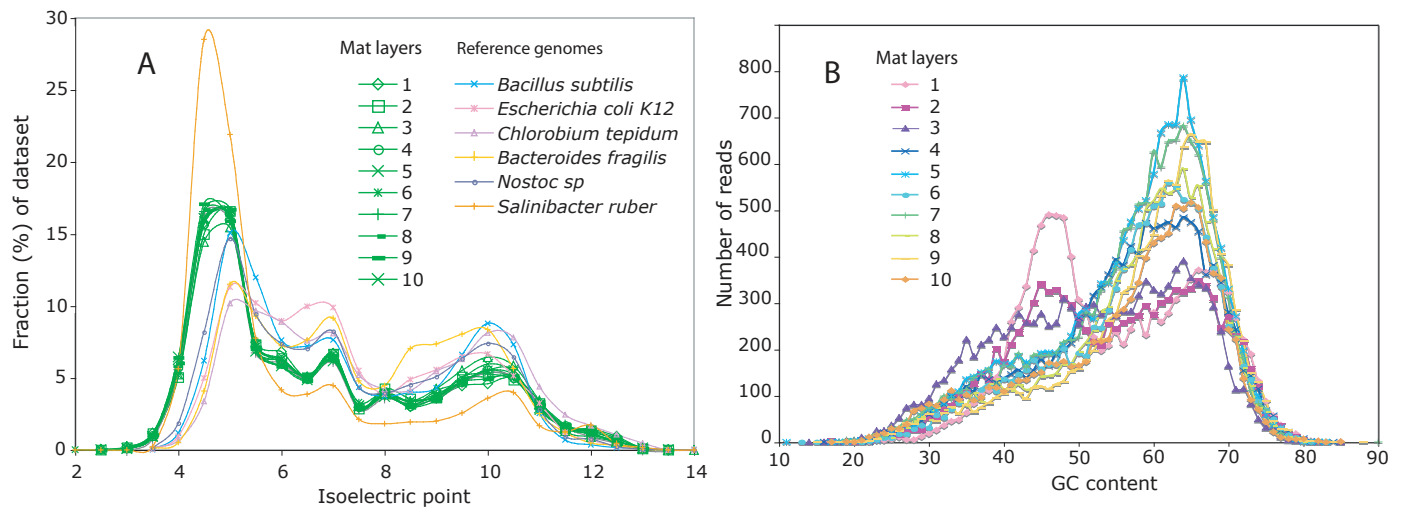 A
Mat layers
1
2
3
4
5
6
7
8
9
10
Reference genomes
Bacillus subtilis
Escherichia coli K12
Chlorobium tepidum
Bacteroides fragilis
Nostoc sp
Salinibacter ruber
Fraction (%) of dataset
30
25
20
15
10
5
0
2 4 6 8 10 12 14
Isoelectric point
B
Mat layers
1
2
3
4
5
6
7
8
9
10
Number of reads
800
700
600
500
400
300
200
100
0
10 20 30 40 50 60 70 80 90
GC content